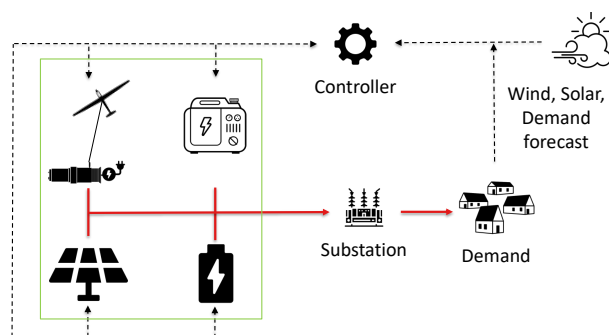 Controller
Wind, Solar,
Demand
forecast
Substation
Demand